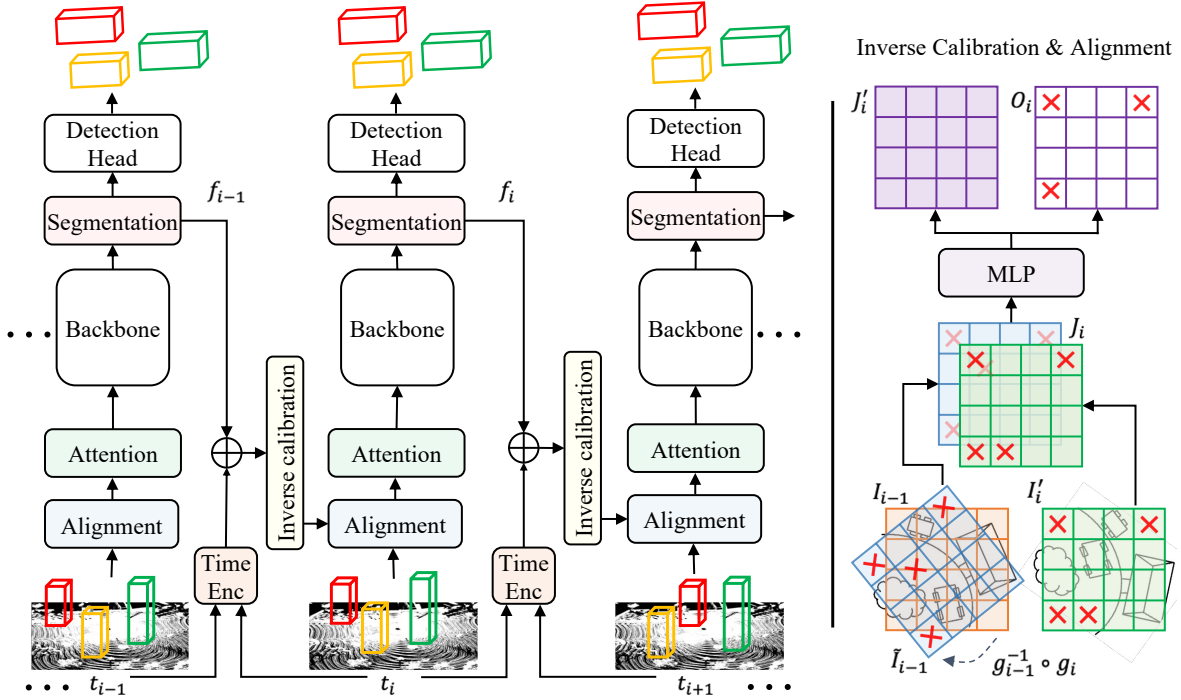 Inverse Calibration & Alignment
Detection
Head
Segmentation
Backbone
Attention
Alignment
f_{i-1}
Time
Enc
Inverse calibration
Detection
Head
Segmentation
Backbone
Attention
Alignment
f_i
Time
Enc
Inverse calibration
Detection
Head
Segmentation
Backbone
Attention
Alignment
t_{i-1}
t_i
t_{i+1}
J'_i
O_i
MLP
J_i
I_{i-1}
I'_i
Ĩ_{i-1}
g_{i-1}^{-1} ∘ g_i